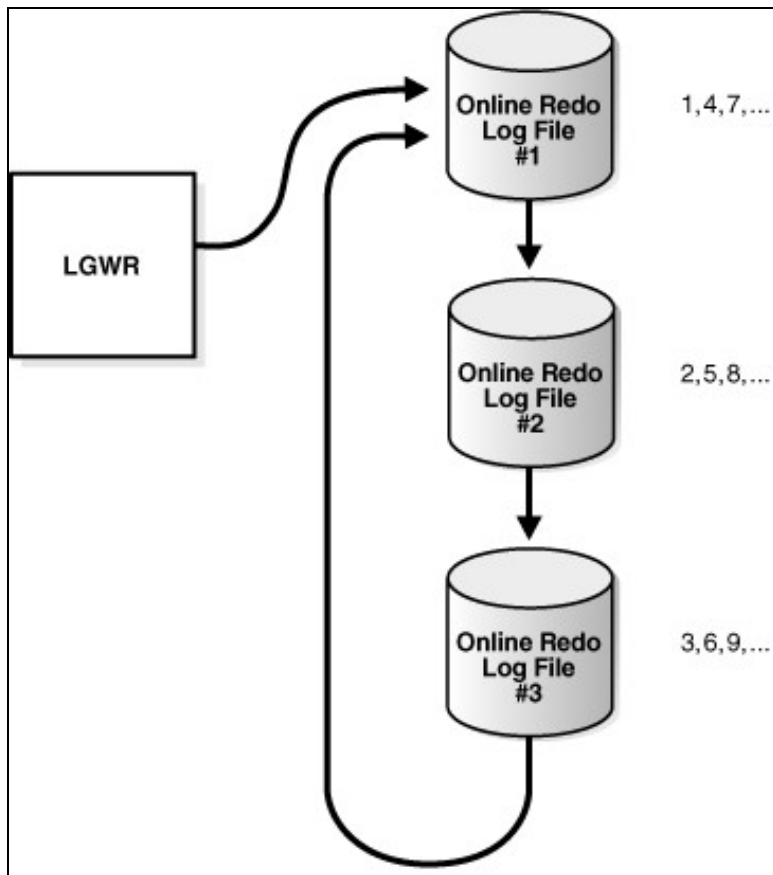 Online Redo
Log File
#1
1,4,7,...
LGWR
Online Redo
Log File
#2
2,5,8,...
Online Redo
Log File
#3
3,6,9,...